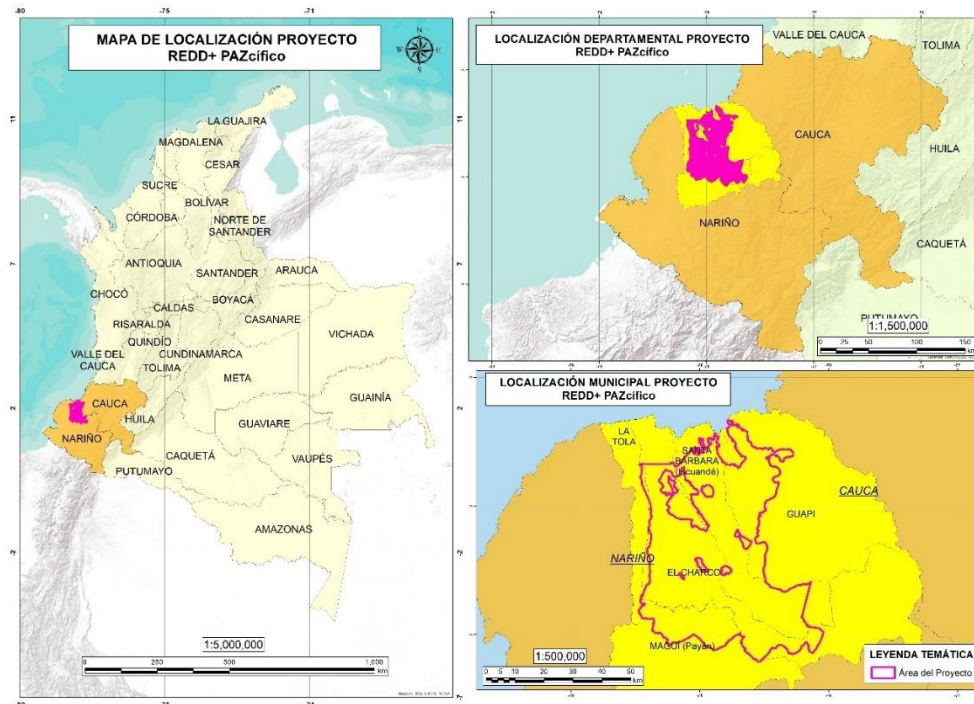 -80
-75
-71
MAPA DE LOCALIZACIÓN PROYECTO
REDD+ PAZcífico
N
W
E
S
LA GUAJIRA
MAGDALENA
CESAR
SUCRE
BOLÍVAR
CÓRDOBA
NORTE DE
SANTANDER
ANTIOQUIA
SANTANDER
ARAUCA
CHOCÓ
BOYACÁ
CALDAS
CASANARE
RISARALDA
VICHADA
QUINDÍO
CUNDINAMARCA
VALLE DEL
CAUCA
TOLIMA
META
GUAINÍA
CAUCA
HUILA
GUAVIARE
NARIÑO
VAUPÉS
CAQUETÁ
PUTUMAYO
AMAZONAS
11
7
2
-2
-7
1:5,000,000
0 250 500 1,000
km
-80
-75
-71
LOCALIZACIÓN DEPARTAMENTAL PROYECTO
REDD+ PAZcífico
VALLE DEL CAUCA
TOLIMA
CAUCA
HUILA
NARIÑO
CAQUETÁ
PUTUMAYO
1:1,500,000
0 25 50 100 150
km
LOCALIZACIÓN MUNICIPAL PROYECTO
REDD+ PAZcífico
LA
TOLA
SANTA
BÁRBARA
(Iscuandé)
CAUCA
GUAPI
NARIÑO
EL CHARCO
MAGÜÍ (Payán)
1:500,000
0 5 10 20 30 40 50
km
LEYENDA TEMÁTICA
Área del Proyecto